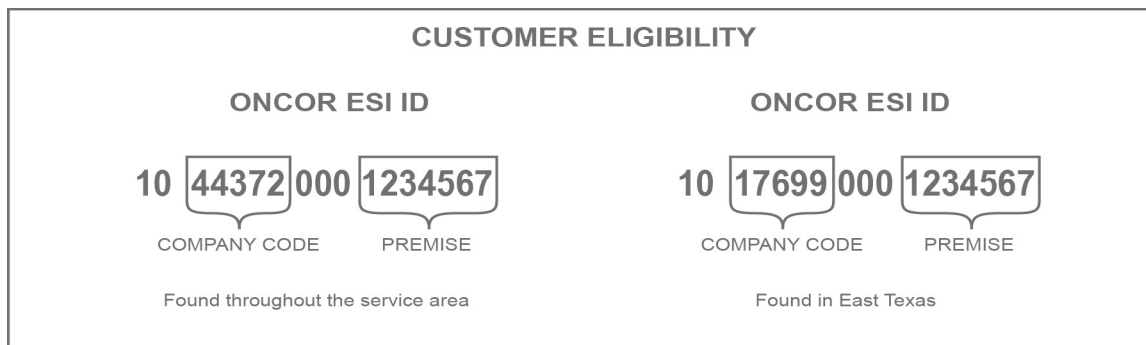 CUSTOMER ELIGIBILITY
ONCOR ESI ID
10 44372 000 1234567
COMPANY CODE PREMISE
Found throughout the service area
ONCOR ESI ID
10 17699 000 1234567
COMPANY CODE PREMISE
Found in East Texas